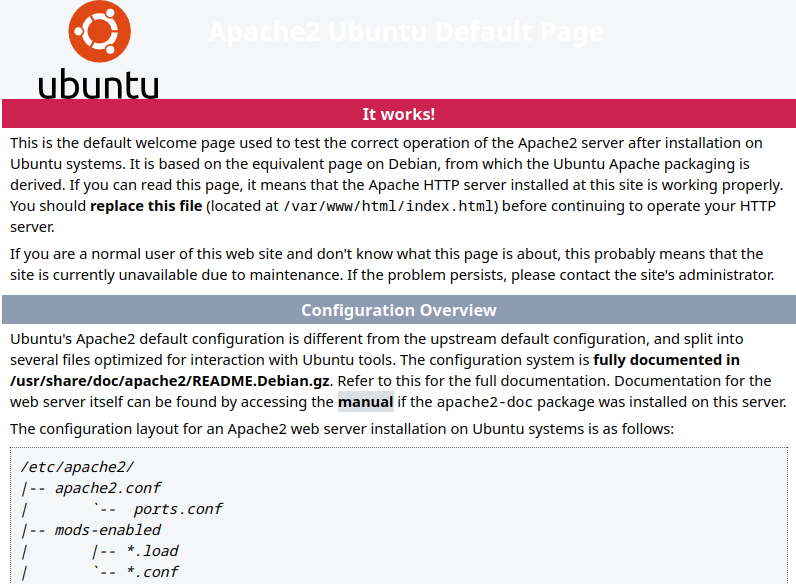 Apache2 Ubuntu Default Page
ubuntu
It works!
This is the default welcome page used to test the correct operation of the Apache2 server after installation on
Ubuntu systems. It is based on the equivalent page on Debian, from which the Ubuntu Apache packaging is
derived. If you can read this page, it means that the Apache HTTP server installed at this site is working properly.
You should replace this file (located at /var/www/html/index.html) before continuing to operate your HTTP
server.
If you are a normal user of this web site and don't know what this page is about, this probably means that the
site is currently unavailable due to maintenance. If the problem persists, please contact the site's administrator.
Configuration Overview
Ubuntu's Apache2 default configuration is different from the upstream default configuration, and split into
several files optimized for interaction with Ubuntu tools. The configuration system is fully documented in
/usr/share/doc/apache2/README.Debian.gz. Refer to this for the full documentation. Documentation for the
web server itself can be found by accessing the manual if the apache2-doc package was installed on this server.
The configuration layout for an Apache2 web server installation on Ubuntu systems is as follows:
/etc/apache2/
|-- apache2.conf
|       `--  ports.conf
|-- mods-enabled
|       |-- *.load
|       `-- *.conf